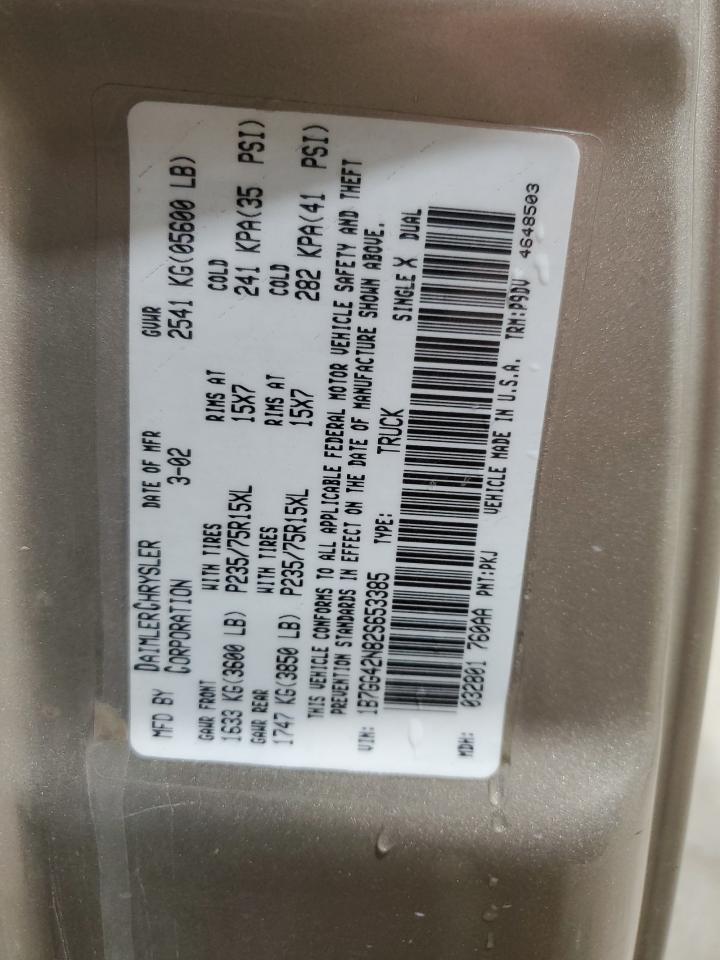 MFD BY DAIMLERCHRYSLER CORPORATION DATE OF MFR 3-02 GVWR 2541 KG(05600 LB)
GAWR FRONT WITH TIRES RIMS AT COLD
1633 KG(3600 LB) P235/75R15XL 15X7 241 KPA(35 PSI)
GAWR REAR WITH TIRES RIMS AT COLD
1747 KG(3850 LB) P235/75R15XL 15X7 282 KPA(41 PSI)
THIS VEHICLE CONFORMS TO ALL APPLICABLE FEDERAL MOTOR VEHICLE SAFETY AND THEFT
PREVENTION STANDARDS IN EFFECT ON THE DATE OF MANUFACTURE SHOWN ABOVE.
VIN: 1B7GG42N82S653385 TYPE: TRUCK SINGLE X DUAL
MDH: 032801 760AA PNT:PKJ VEHICLE MADE IN U.S.A. TRM:P9DV 4648503